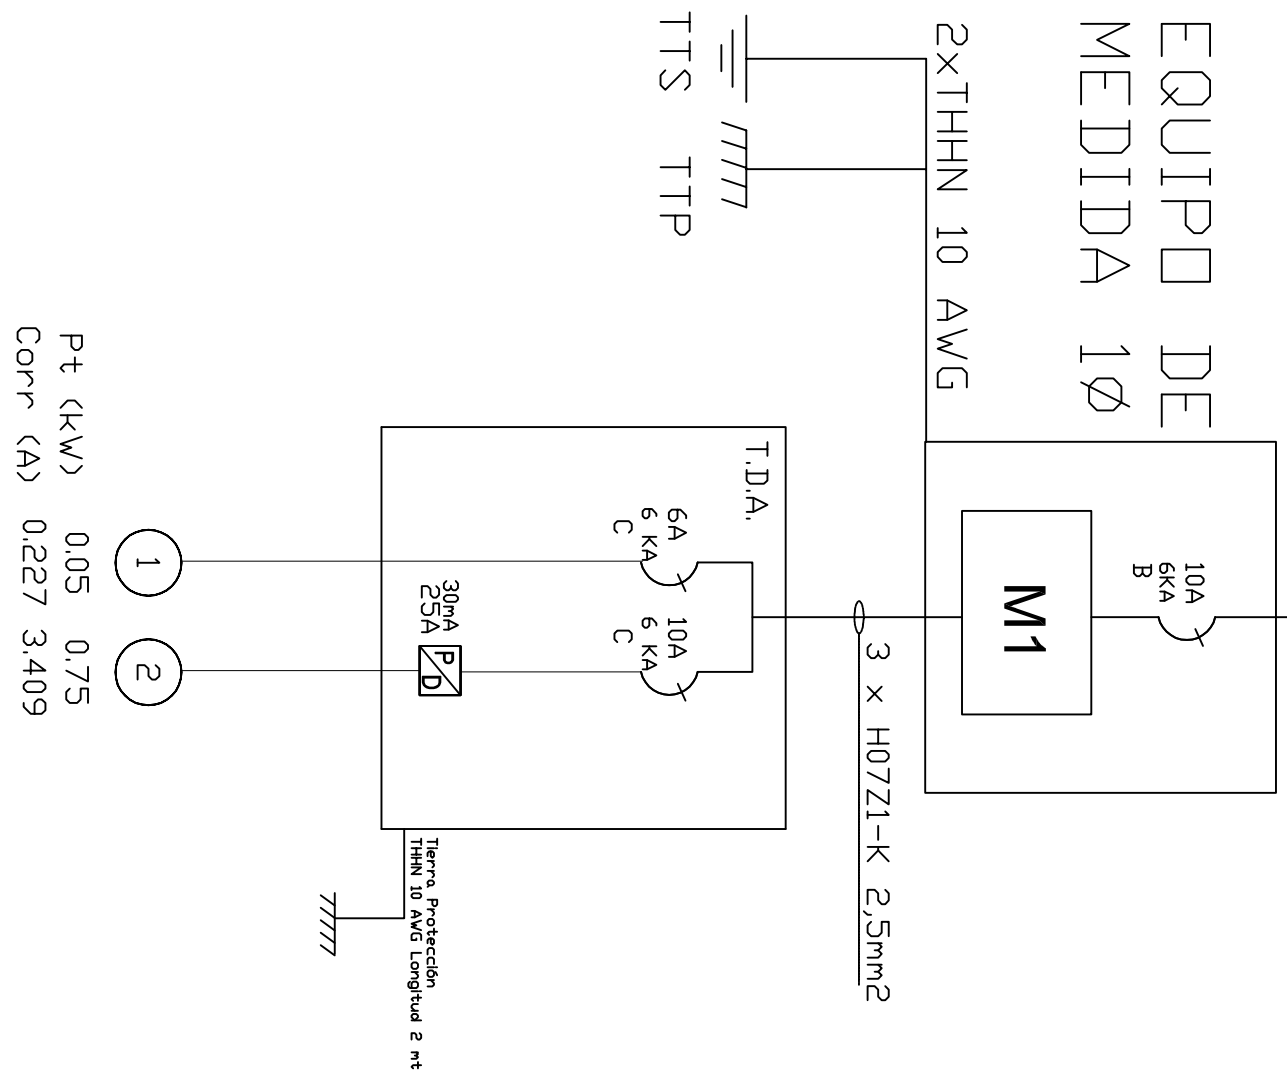 EQUIPO DE
MEDIDA 1Ø
10A
6KA
B
M1
2xTHHN 10 AWG
TTS TTP
3 x H07Z1-K 2,5mm2
T.D.A.
6A
6 KA
C
10A
6 KA
C
30mA
25A
P
D
Tierra Protección
THHN 10 AWG Longitud 2 mt
1
2
Pt (kW) 0.05 0.75
Corr (A) 0.227 3.409